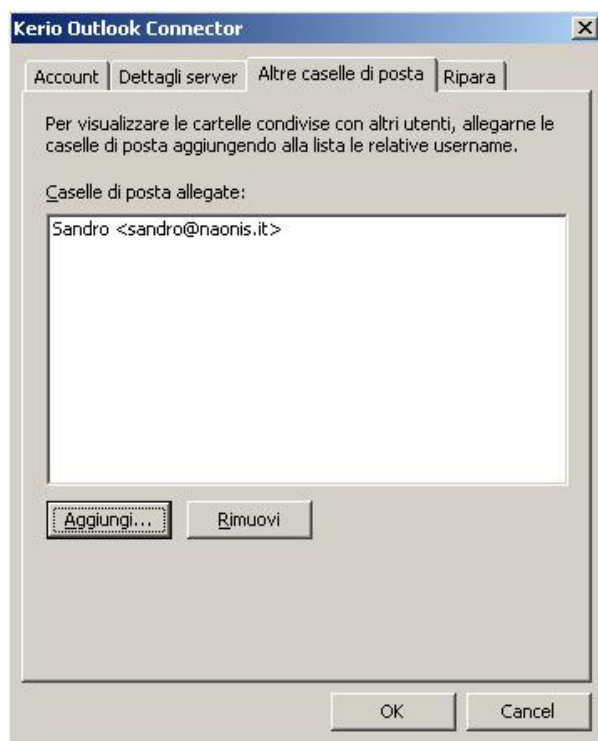 Kerio Outlook Connector
Account
Dettagli server
Altre caselle di posta
Ripara
Per visualizzare le cartelle condivise con altri utenti, allegarne le
caselle di posta aggiungendo alla lista le relative username.
Caselle di posta allegate:
Sandro <sandro@naonis.it>
Aggiungi...
Rimuovi
OK
Cancel